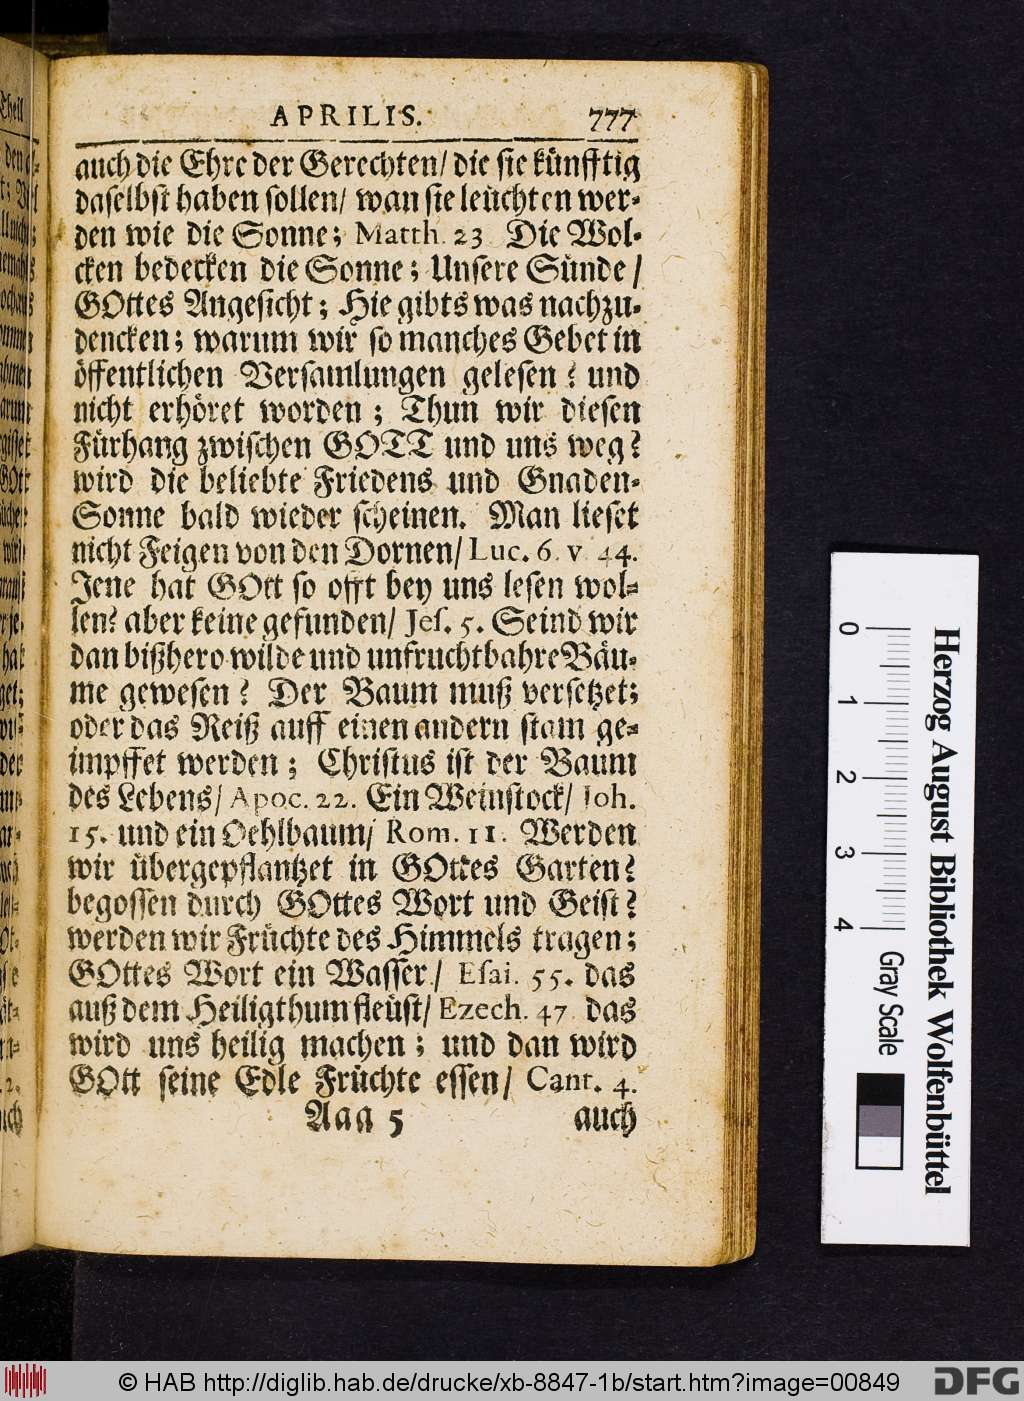 APRILIS. 777
auch die Ehre der Gerechten/ die sie künfftig
daselbst haben sollen/ wan sie leuchten wer-
den wie die Sonne; Matth. 23 Die Wol-
cken bedecken die Sonne; Unsere Sünde/
GOttes Angesicht; Hie gibts was nachzu-
dencken; warum wir so manches Gebet in
öffentlichen Versamlungen gelesen? und
nicht erhöret worden; Thun wir diesen
Fürhang zwischen GOTT und uns weg?
wird die beliebte Friedens und Gnaden-
Sonne bald wieder scheinen. Man lieset
nicht Feigen von den Dornen/ Luc. 6. v. 44.
Jene hat GOtt so offt bey uns lesen wol-
len? aber keine gefunden/ Jes. 5. Seind wir
dan bißhero wilde und unfruchtbahre Bäu-
me gewesen? Der Baum muß versetzet;
oder das Reiß auff einen andern stam ge-
impffet werden; Christus ist der Baum
des Lebens/ Apoc. 22. Ein Weinstock/ Joh.
15. und ein Oehlbaum/ Rom. 11. Werden
wir übergepflantzet in GOttes Garten?
begossen durch GOttes Wort und Geist?
werden wir Früchte des Himmels tragen;
GOttes Wort ein Wasser/ Esai. 55. das
auß dem Heiligthum fleüst/ Ezech. 47 das
wird uns heilig machen; und dan wird
GOtt seine Edle Früchte essen/ Cant. 4.
Aaa 5 auch
0 1 2 3 4 Gray Scale
Herzog August Bibliothek Wolfenbüttel
© HAB http://diglib.hab.de/drucke/xb-8847-1b/start.htm?image=00849
DFG